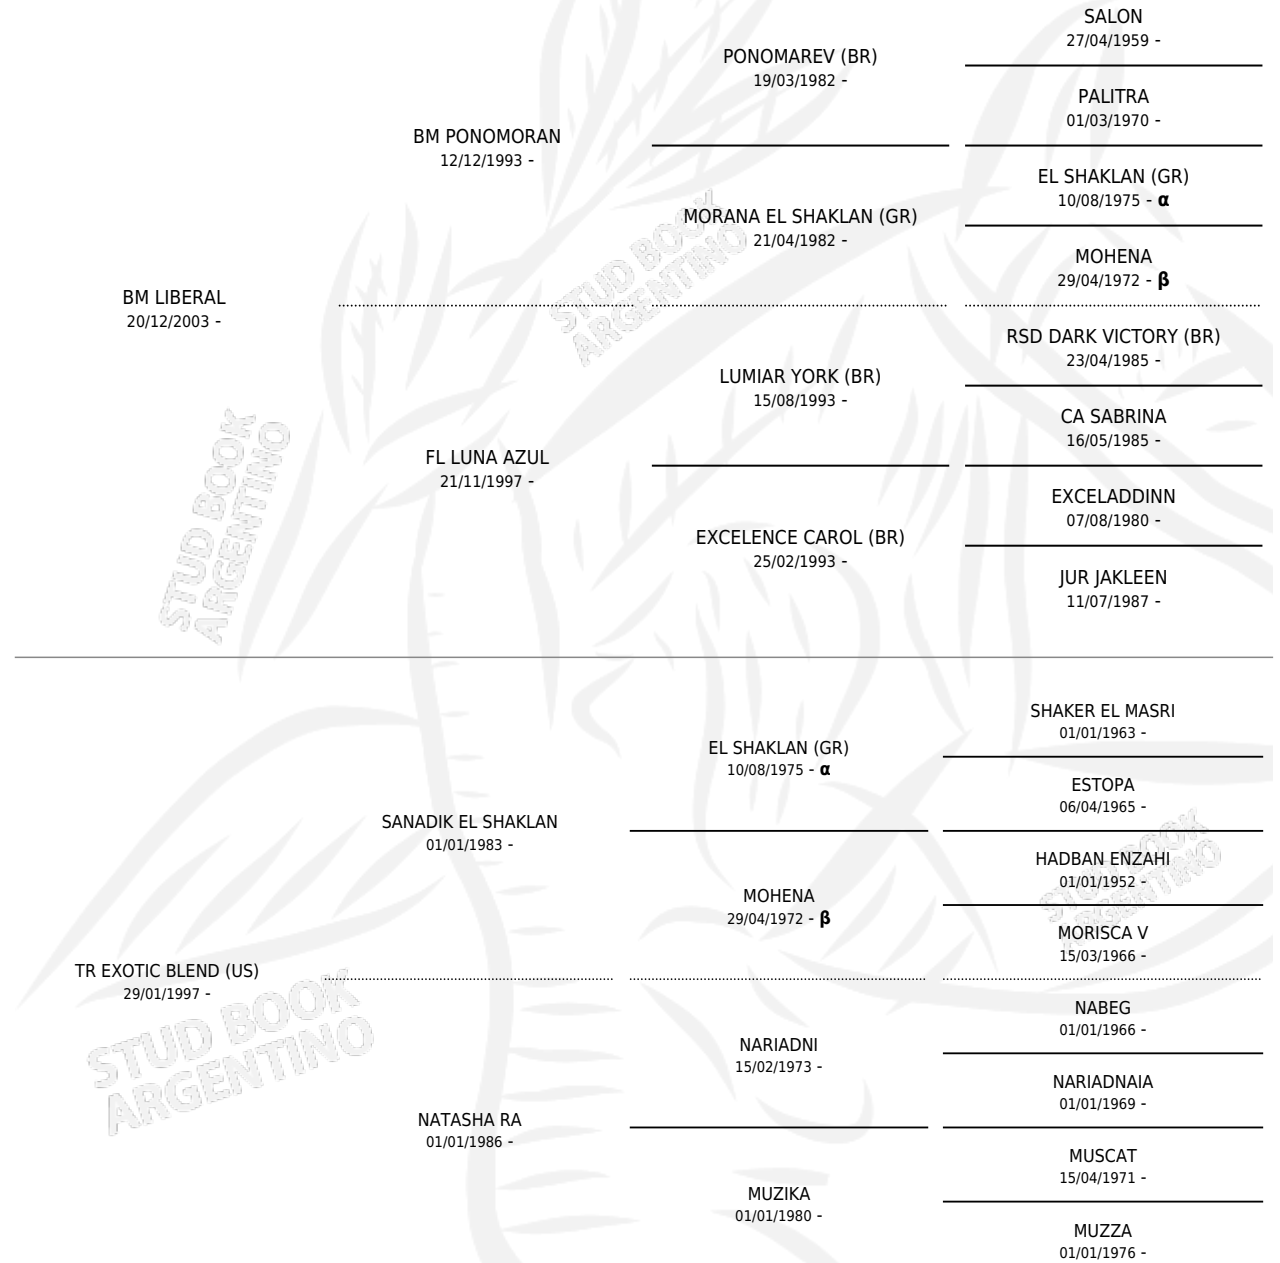 SALON
27/04/1959 -
PONOMAREV (BR)
19/03/1982 -
PALITRA
01/03/1970 -
BM PONOMORAN
12/12/1993 -
EL SHAKLAN (GR)
10/08/1975 - α
MORANA EL SHAKLAN (GR)
21/04/1982 -
MOHENA
29/04/1972 - β
BM LIBERAL
20/12/2003 -
RSD DARK VICTORY (BR)
23/04/1985 -
LUMIAR YORK (BR)
15/08/1993 -
CA SABRINA
16/05/1985 -
FL LUNA AZUL
21/11/1997 -
EXCELADDINN
07/08/1980 -
EXCELENCE CAROL (BR)
25/02/1993 -
JUR JAKLEEN
11/07/1987 -
SHAKER EL MASRI
01/01/1963 -
EL SHAKLAN (GR)
10/08/1975 - α
ESTOPA
06/04/1965 -
SANADIK EL SHAKLAN
01/01/1983 -
HADBAN ENZAHI
01/01/1952 -
MOHENA
29/04/1972 - β
MORISCA V
15/03/1966 -
TR EXOTIC BLEND (US)
29/01/1997 -
NABEG
01/01/1966 -
NARIADNI
15/02/1973 -
NARIADNAIA
01/01/1969 -
NATASHA RA
01/01/1986 -
MUSCAT
15/04/1971 -
MUZIKA
01/01/1980 -
MUZZA
01/01/1976 -
STUD BOOK
ARGENTINO
STUD BOOK
ARGENTINO
STUD BOOK
ARGENTINO
STUD BOOK
ARGENTINO